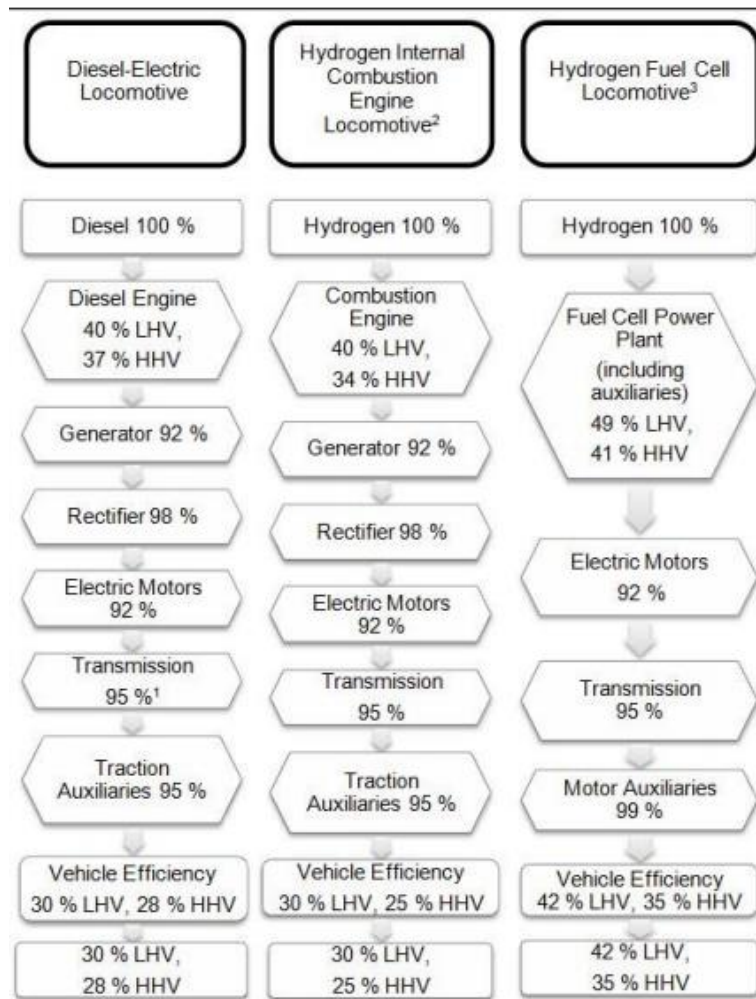 Diesel-Electric
Locomotive
Diesel 100 %
Diesel Engine
40 % LHV,
37 % HHV
Generator 92 %
Rectifier 98 %
Electric Motors
92 %
Transmission
95 %¹
Traction
Auxiliaries 95 %
Vehicle Efficiency
30 % LHV, 28 % HHV
30 % LHV,
28 % HHV
Hydrogen Internal
Combustion
Engine
Locomotive²
Hydrogen 100 %
Combustion
Engine
40 % LHV,
34 % HHV
Generator 92 %
Rectifier 98 %
Electric Motors
92 %
Transmission
95 %
Traction
Auxiliaries 95 %
Vehicle Efficiency
30 % LHV, 25 % HHV
30 % LHV,
25 % HHV
Hydrogen Fuel Cell
Locomotive³
Hydrogen 100 %
Fuel Cell Power
Plant
(including
auxiliaries)
49 % LHV,
41 % HHV
Electric Motors
92 %
Transmission
95 %
Motor Auxiliaries
99 %
Vehicle Efficiency
42 % LHV, 35 % HHV
42 % LHV,
35 % HHV